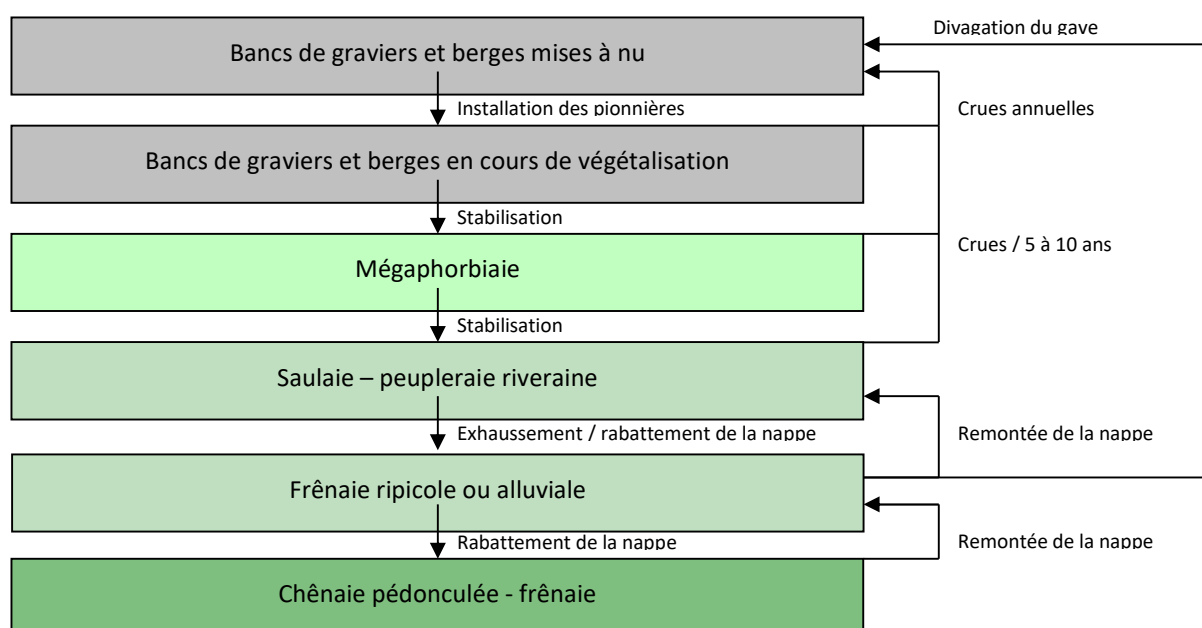 Divagation du gave
Bancs de graviers et berges mises à nu
Installation des pionnières
Crues annuelles
Bancs de graviers et berges en cours de végétalisation
Stabilisation
Crues / 5 à 10 ans
Mégaphorbiaie
Stabilisation
Saulaie – peupleraie riveraine
Exhaussement / rabattement de la nappe
Remontée de la nappe
Frênaie ripicole ou alluviale
Rabattement de la nappe
Remontée de la nappe
Chênaie pédonculée - frênaie